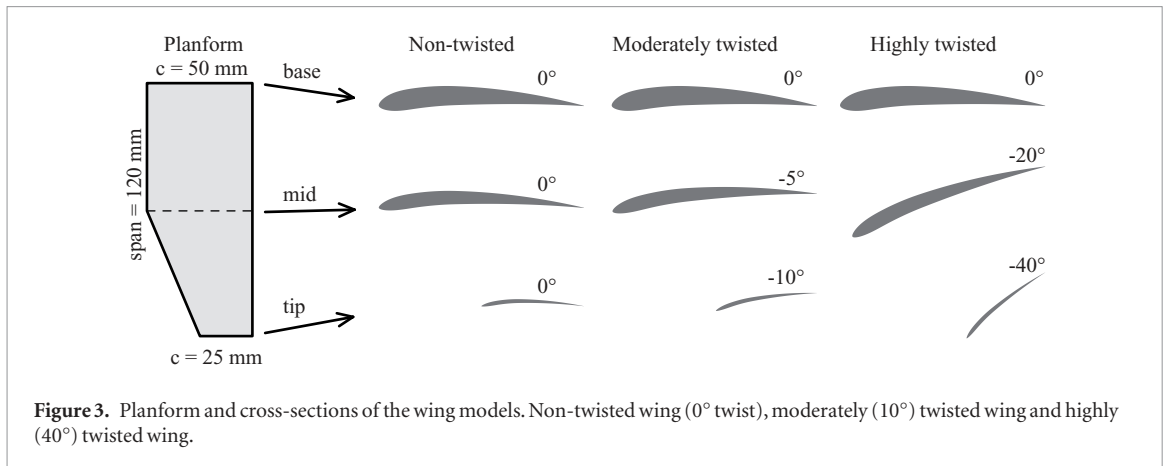 Planform
c = 50 mm
span = 120 mm
c = 25 mm
base
mid
tip
Non-twisted
Moderately twisted
Highly twisted
0°
0°
0°
0°
-5°
-20°
0°
-10°
-40°
Figure 3. Planform and cross-sections of the wing models. Non-twisted wing (0° twist), moderately (10°) twisted wing and highly
(40°) twisted wing.